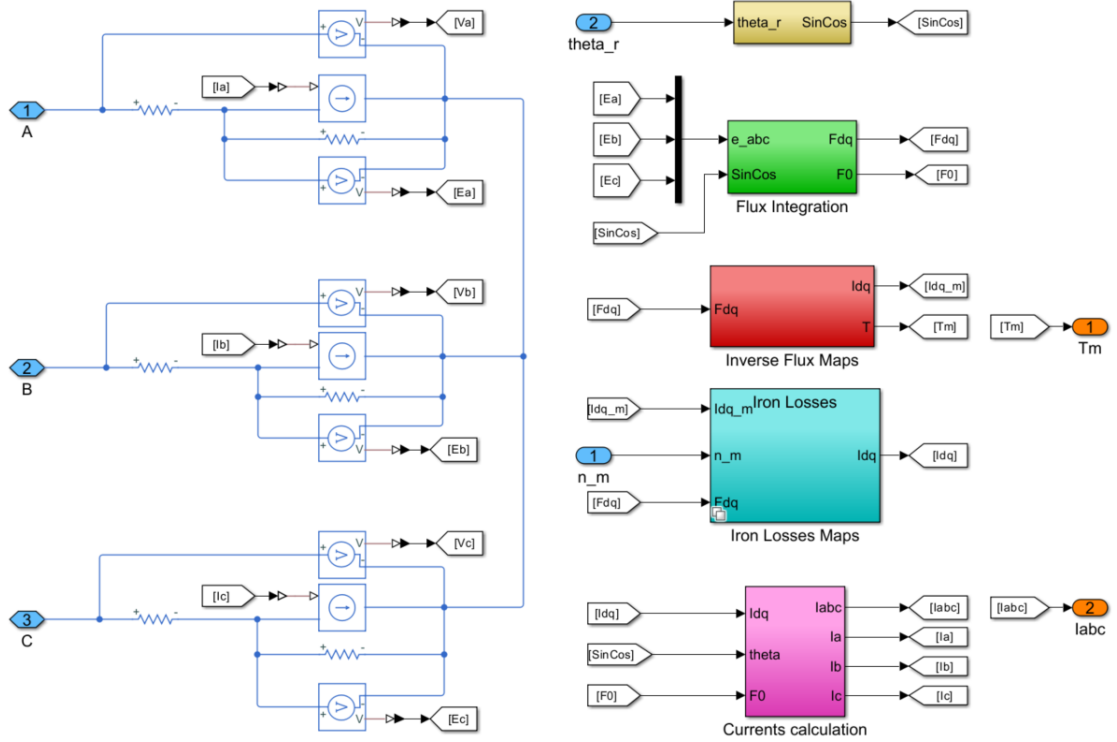 V
[Va]
[Ia]
1
A
V
[Ea]
V
[Vb]
[Ib]
2
B
V
[Eb]
V
[Vc]
[Ic]
3
C
V
[Ec]
2
theta_r
theta_r SinCos
[SinCos]
[Ea]
[Eb]
[Ec]
[SinCos]
e_abc Fdq
SinCos F0
Flux Integration
[Fdq]
[F0]
[Fdq]
Fdq
Idq
T
Inverse Flux Maps
[Idq_m]
[Tm]
[Tm]
1
Tm
[Idq_m]
1
n_m
[Fdq]
Iron Losses
Idq_m
n_m
Fdq
Idq
Iron Losses Maps
[Idq]
[Idq]
[SinCos]
[F0]
Idq
theta
F0
Iabc
Ia
Ib
Ic
Currents calculation
[Iabc]
[Ia]
[Ib]
[Ic]
[Iabc]
2
Iabc